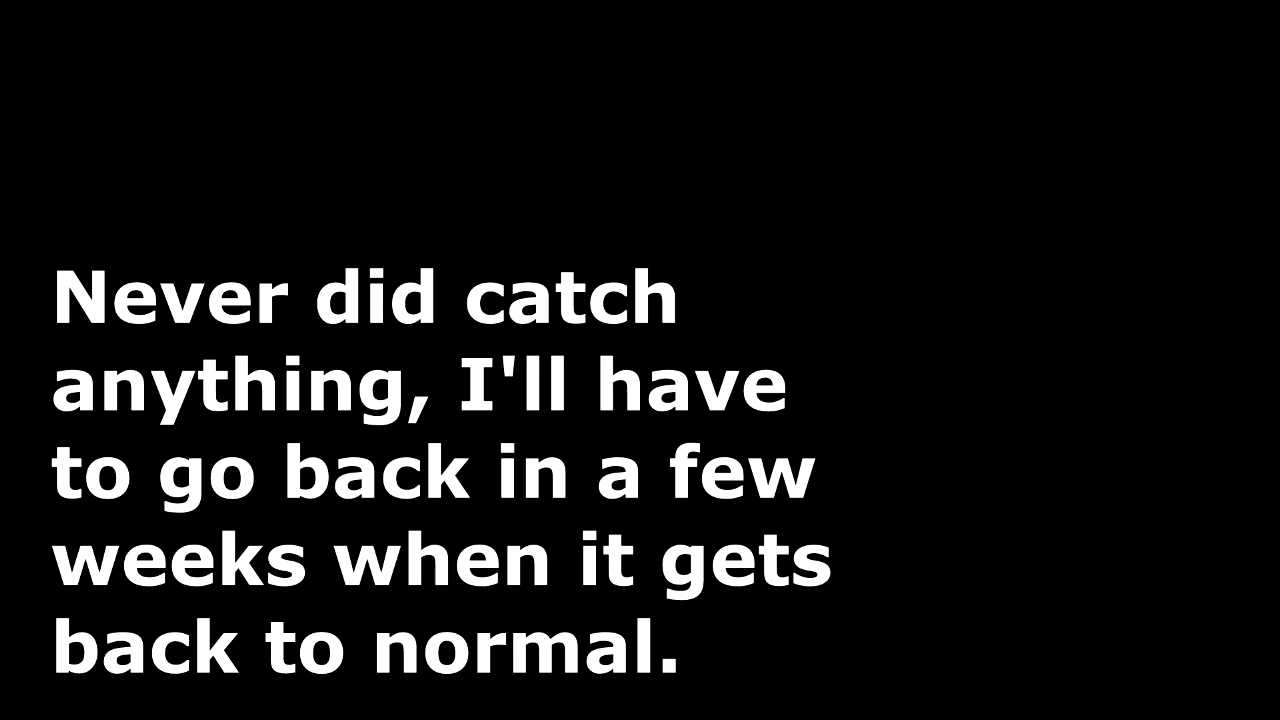 Never did catch
anything, I'll have
to go back in a few
weeks when it gets
back to normal.